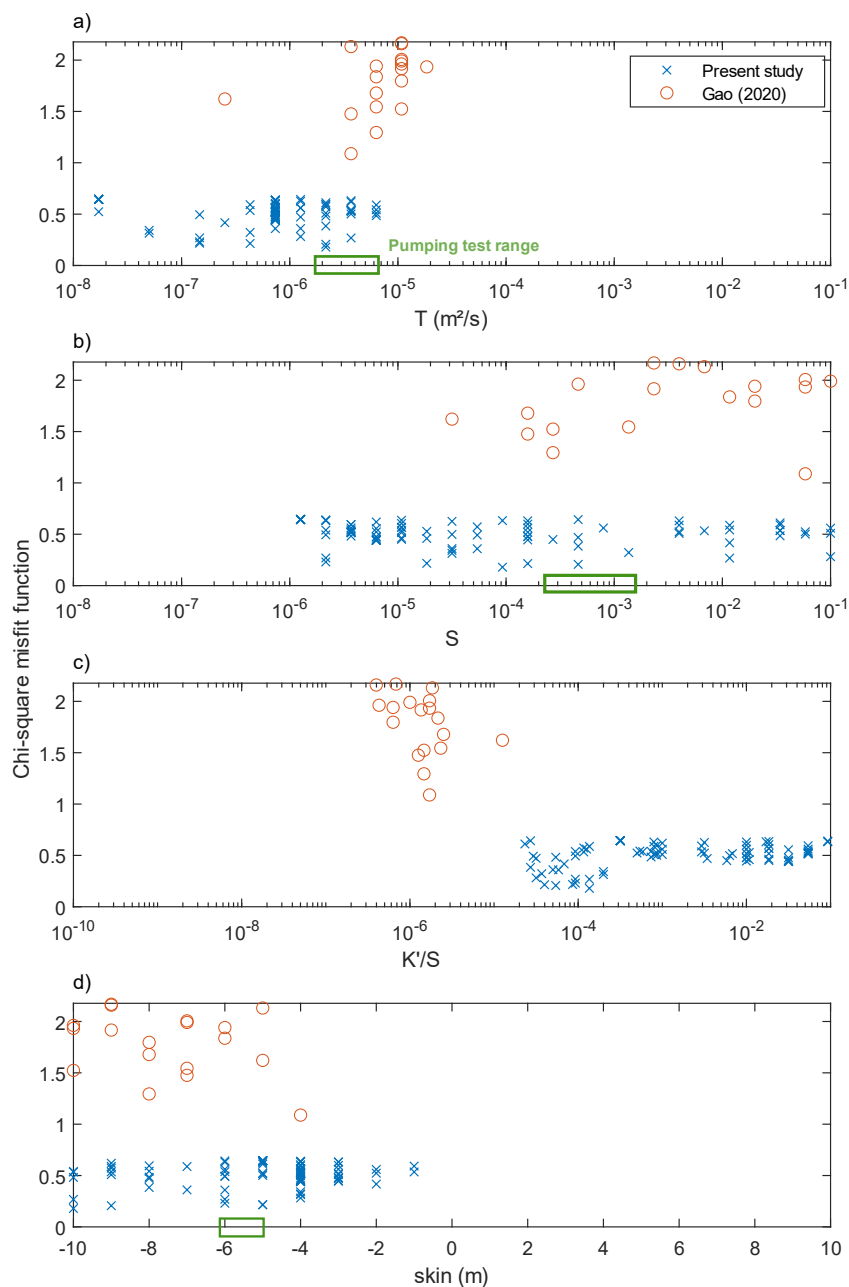 a)
2
1.5
1
0.5
0
× Present study
○ Gao (2020)
Pumping test range
10⁻⁸ 10⁻⁷ 10⁻⁶ 10⁻⁵ 10⁻⁴ 10⁻³ 10⁻² 10⁻¹
T (m²/s)
b)
2
1.5
1
0.5
0
10⁻⁸ 10⁻⁷ 10⁻⁶ 10⁻⁵ 10⁻⁴ 10⁻³ 10⁻² 10⁻¹
S
Chi-square misfit function
c)
2
1.5
1
0.5
0
10⁻¹⁰ 10⁻⁸ 10⁻⁶ 10⁻⁴ 10⁻²
K'/S
d)
2
1.5
1
0.5
0
-10 -8 -6 -4 -2 0 2 4 6 8 10
skin (m)